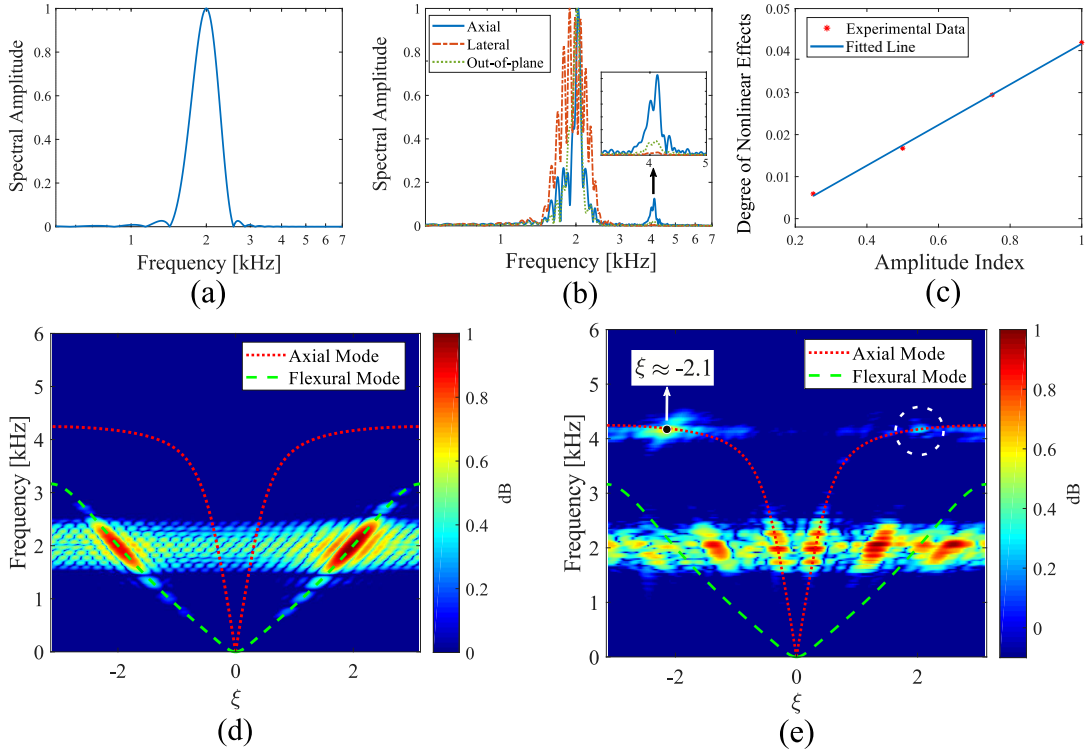 1
0.8
0.6
0.4
0.2
0
1 2 3 4 5 6 7
Spectral Amplitude
Frequency [kHz]
(a)
1
0.8
0.6
0.4
0.2
0
1 2 3 4 5 6 7
Spectral Amplitude
Frequency [kHz]
Axial
Lateral
Out-of-plane
4 5
(b)
0.05
0.04
0.03
0.02
0.01
0
0.2 0.4 0.6 0.8 1
Degree of Nonlinear Effects
Amplitude Index
Experimental Data
Fitted Line
(c)
6
5
4
3
2
1
0
-2 0 2
Frequency [kHz]
ξ
Axial Mode
Flexural Mode
1
0.8
0.6
0.4
0.2
0
dB
(d)
6
5
4
3
2
1
0
-2 0 2
Frequency [kHz]
ξ
ξ ≈ -2.1
Axial Mode
Flexural Mode
1
0.8
0.6
0.4
0.2
0
dB
(e)